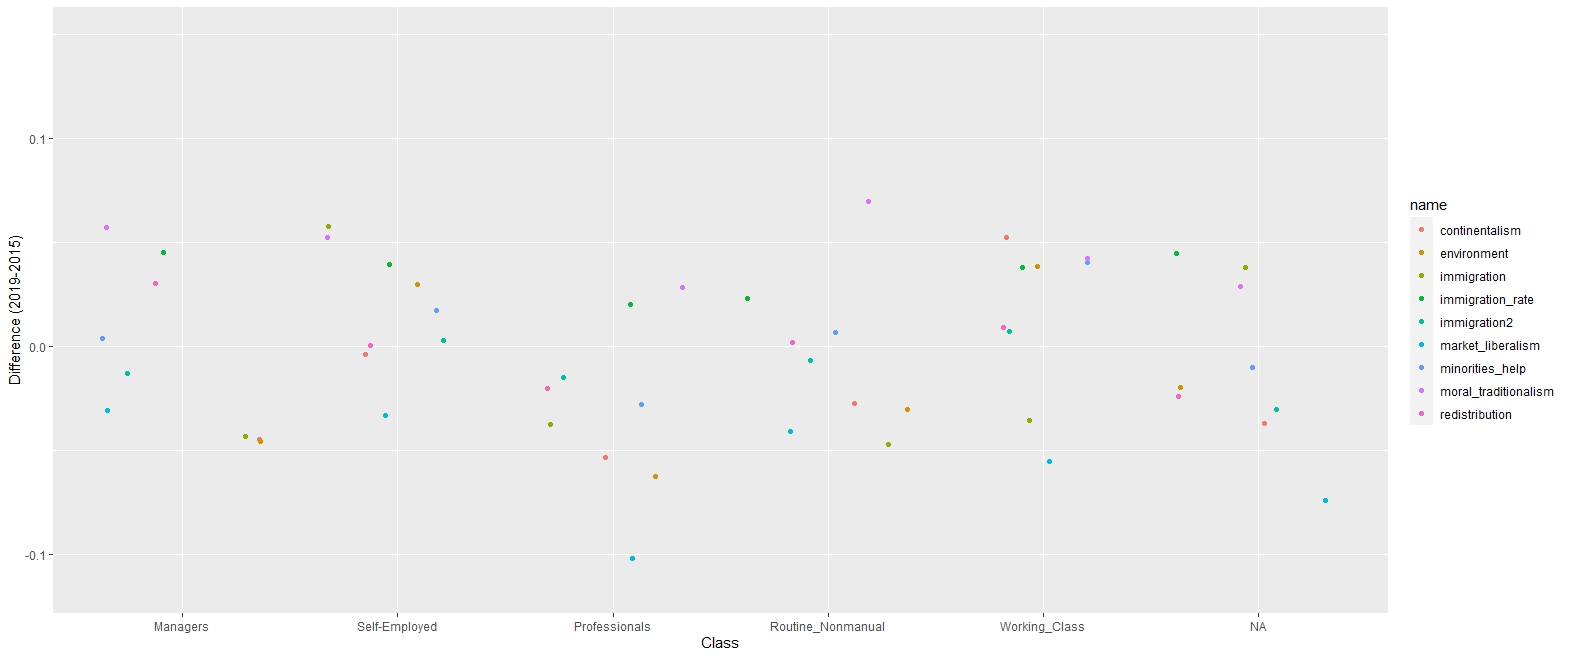 Difference (2019-2015)
0.1
0.0
-0.1
Managers
Self-Employed
Professionals
Routine_Nonmanual
Working_Class
NA
Class
name
continentalism
environment
immigration
immigration_rate
immigration2
market_liberalism
minorities_help
moral_traditionalism
redistribution